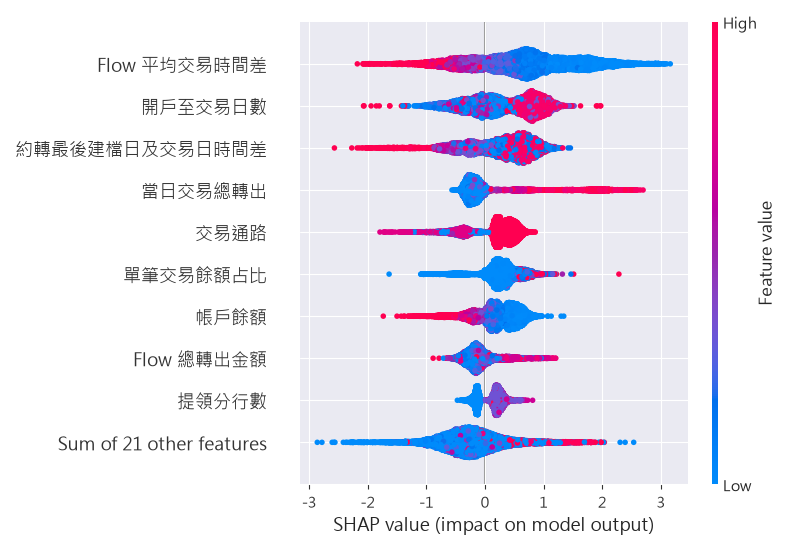 High
Flow 平均交易時間差
開戶至交易日數
約轉最後建檔日及交易日時間差
當日交易總轉出
交易通路
單筆交易餘額占比
帳戶餘額
Flow 總轉出金額
提領分行數
Sum of 21 other features
Feature value
Low
-3 -2 -1 0 1 2 3
SHAP value (impact on model output)